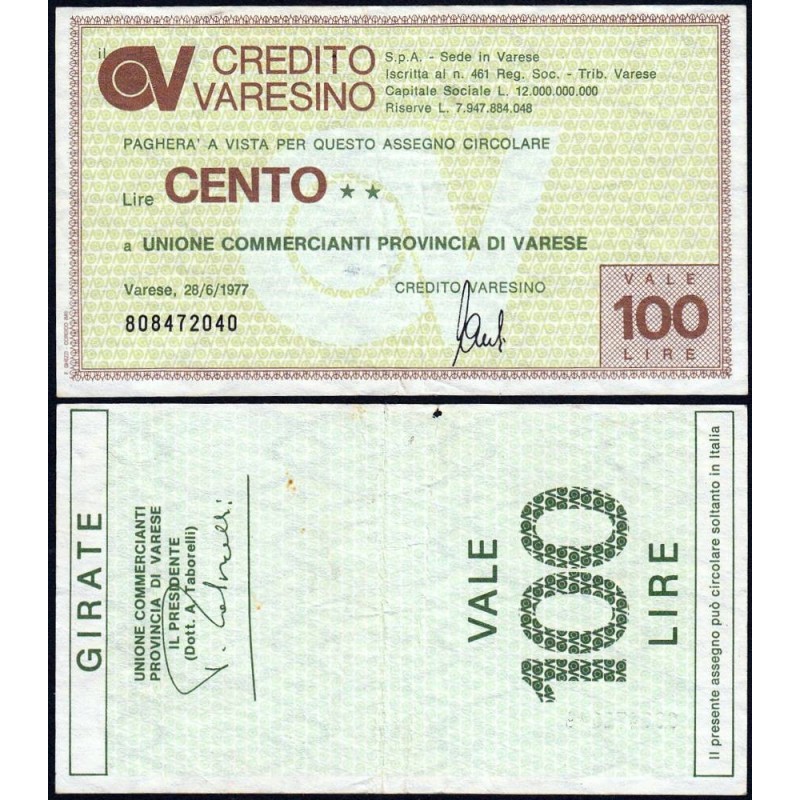 il
CV CREDITO VARESINO
S.p.A. - Sede in Varese
Iscritta al n. 461 Reg. Soc. - Trib. Varese
Capitale Sociale L. 12.000.000.000
Riserve L. 7.947.884.048
PAGHERA' A VISTA PER QUESTO ASSEGNO CIRCOLARE
Lire CENTO ★ ★
a UNIONE COMMERCIANTI PROVINCIA DI VARESE
Varese, 28/6/1977
CREDITO VARESINO
808472040
VALE
100
LIRE
GIRATE
UNIONE COMMERCIANTI
PROVINCIA DI VARESE
IL PRESIDENTE
(Dott. A. Taborelli)
VALE
100
LIRE
Il presente assegno può circolare soltanto in Italia